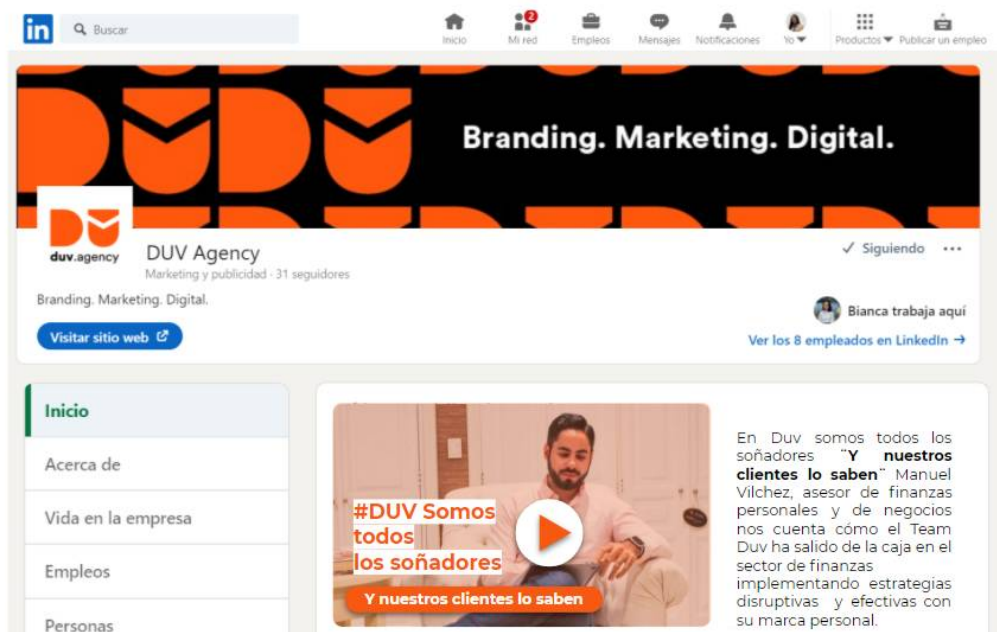 in
Buscar
2
Inicio
Mi red
Empleos
Mensajes
Notificaciones
Yo
Productos
Publicar un empleo
Branding. Marketing. Digital.
duv.agency
DUV Agency
Marketing y publicidad · 31 seguidores
Siguiendo
Branding. Marketing. Digital.
Bianca trabaja aquí
Visitar sitio web
Ver los 8 empleados en LinkedIn →
Inicio
Acerca de
Vida en la empresa
Empleos
Personas
#DUV Somos
todos
los soñadores
Y nuestros clientes lo saben
En Duv somos todos los
soñadores ¨Y nuestros
clientes lo saben¨ Manuel
Vilchez, asesor de finanzas
personales y de negocios
nos cuenta cómo el Team
Duv ha salido de la caja en el
sector de finanzas
implementando estrategias
disruptivas y efectivas con
su marca personal.